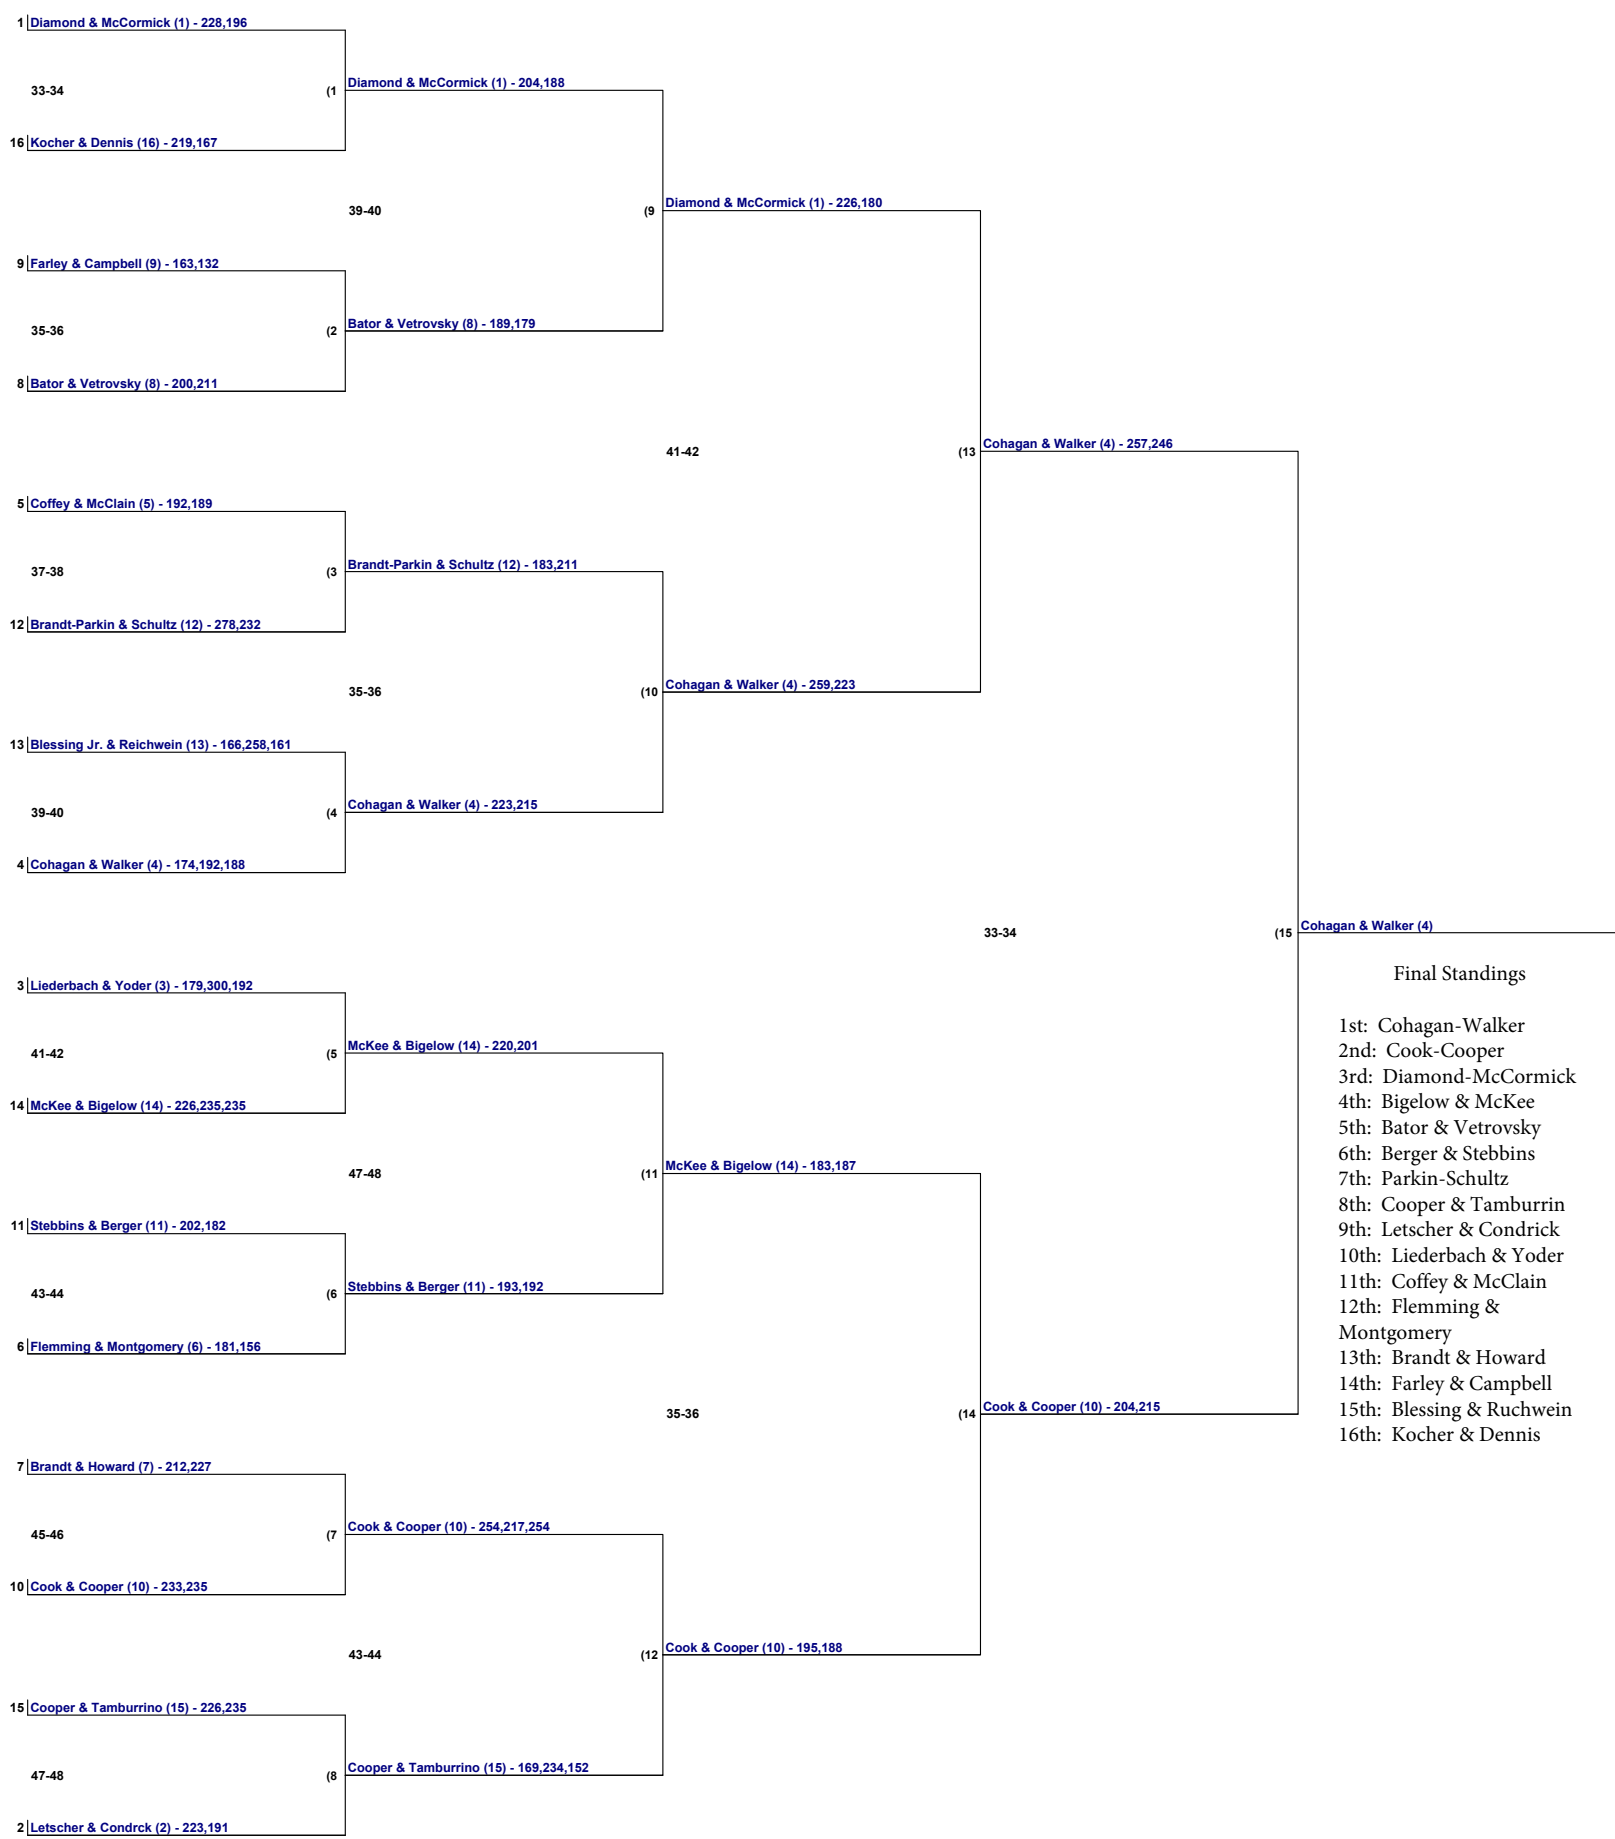 1 Diamond & McCormick (1) - 228,196
Diamond & McCormick (1) - 204,188
33-34 (1
16 Kocher & Dennis (16) - 219,167
Diamond & McCormick (1) - 226,180
39-40 (9
9 Farley & Campbell (9) - 163,132
Bator & Vetrovsky (8) - 189,179
35-36 (2
8 Bator & Vetrovsky (8) - 200,211
Cohagan & Walker (4) - 257,246
41-42 (13
5 Coffey & McClain (5) - 192,189
Brandt-Parkin & Schultz (12) - 183,211
37-38 (3
12 Brandt-Parkin & Schultz (12) - 278,232
Cohagan & Walker (4) - 259,223
35-36 (10
13 Blessing Jr. & Reichwein (13) - 166,258,161
Cohagan & Walker (4) - 223,215
39-40 (4
4 Cohagan & Walker (4) - 174,192,188
Cohagan & Walker (4)
33-34 (15
3 Liederbach & Yoder (3) - 179,300,192
McKee & Bigelow (14) - 220,201
41-42 (5
14 McKee & Bigelow (14) - 226,235,235
McKee & Bigelow (14) - 183,187
47-48 (11
11 Stebbins & Berger (11) - 202,182
Stebbins & Berger (11) - 193,192
43-44 (6
6 Flemming & Montgomery (6) - 181,156
Cook & Cooper (10) - 204,215
35-36 (14
7 Brandt & Howard (7) - 212,227
Cook & Cooper (10) - 254,217,254
45-46 (7
10 Cook & Cooper (10) - 233,235
Cook & Cooper (10) - 195,188
43-44 (12
15 Cooper & Tamburrino (15) - 226,235
Cooper & Tamburrino (15) - 169,234,152
47-48 (8
2 Letscher & Condrck (2) - 223,191
Final Standings
1st: Cohagan-Walker
2nd: Cook-Cooper
3rd: Diamond-McCormick
4th: Bigelow & McKee
5th: Bator & Vetrovsky
6th: Berger & Stebbins
7th: Parkin-Schultz
8th: Cooper & Tamburrin
9th: Letscher & Condrick
10th: Liederbach & Yoder
11th: Coffey & McClain
12th: Flemming &
Montgomery
13th: Brandt & Howard
14th: Farley & Campbell
15th: Blessing & Ruchwein
16th: Kocher & Dennis